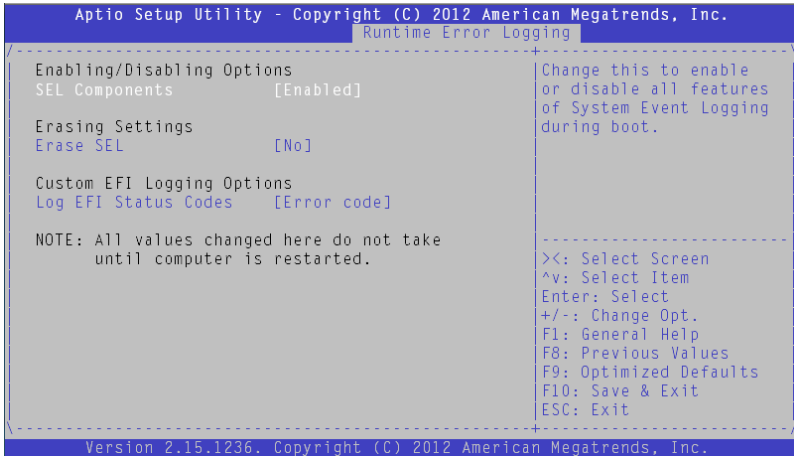 Aptio Setup Utility - Copyright (C) 2012 American Megatrends, Inc.
Runtime Error Logging
Enabling/Disabling Options
SEL Components [Enabled]
Erasing Settings
Erase SEL [No]
Custom EFI Logging Options
Log EFI Status Codes [Error code]
NOTE: All values changed here do not take
until computer is restarted.
Change this to enable
or disable all features
of System Event Logging
during boot.
><: Select Screen
^v: Select Item
Enter: Select
+/-: Change Opt.
F1: General Help
F8: Previous Values
F9: Optimized Defaults
F10: Save & Exit
ESC: Exit
Version 2.15.1236. Copyright (C) 2012 American Megatrends, Inc.